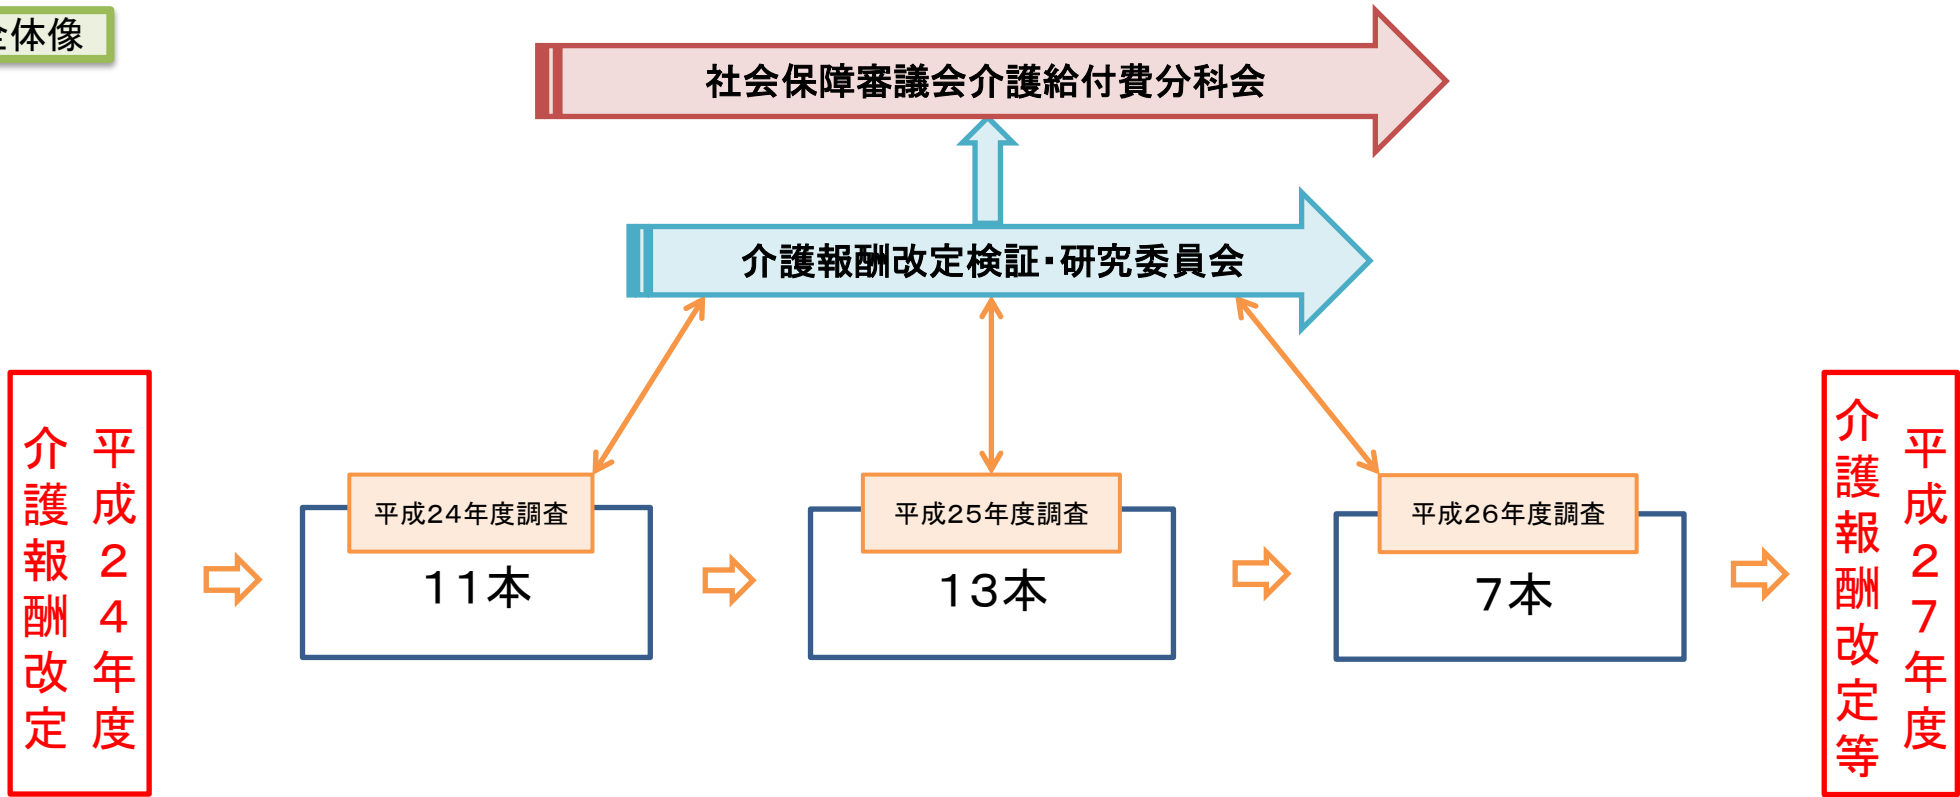 全体像
社会保障審議会介護給付費分科会
介護報酬改定検証・研究委員会
平成２４年度
介護報酬改定
平成24年度調査
11本
平成25年度調査
13本
平成26年度調査
7本
平成２７年度
介護報酬改定等